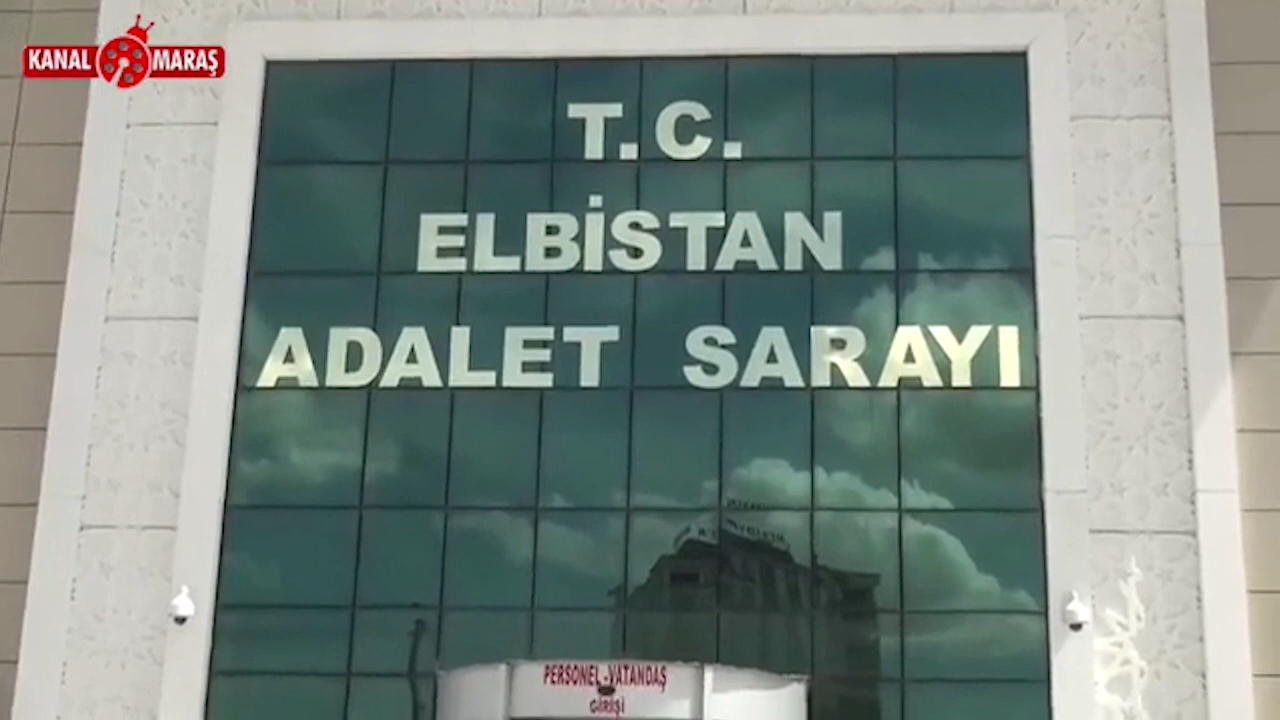 KANAL MARAŞ
T.C.
ELBİSTAN
ADALET SARAYI
PERSONEL-VATANDAŞ
GİRİŞİ